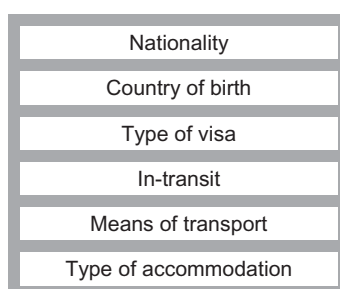 Nationality
Country of birth
Type of visa
In-transit
Means of transport
Type of accommodation